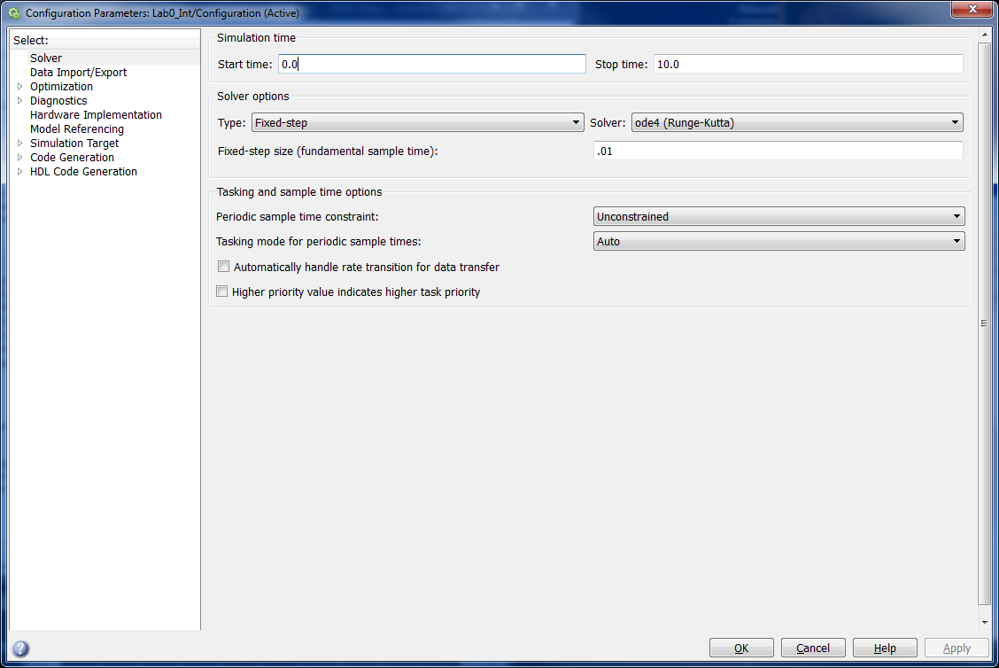 Configuration Parameters: Lab0_Int/Configuration (Active)
Select:
Solver
Data Import/Export
Optimization
Diagnostics
Hardware Implementation
Model Referencing
Simulation Target
Code Generation
HDL Code Generation
Simulation time
Start time: 0.0 Stop time: 10.0
Solver options
Type: Fixed-step Solver: ode4 (Runge-Kutta)
Fixed-step size (fundamental sample time): .01
Tasking and sample time options
Periodic sample time constraint: Unconstrained
Tasking mode for periodic sample times: Auto
Automatically handle rate transition for data transfer
Higher priority value indicates higher task priority
? OK Cancel Help Apply